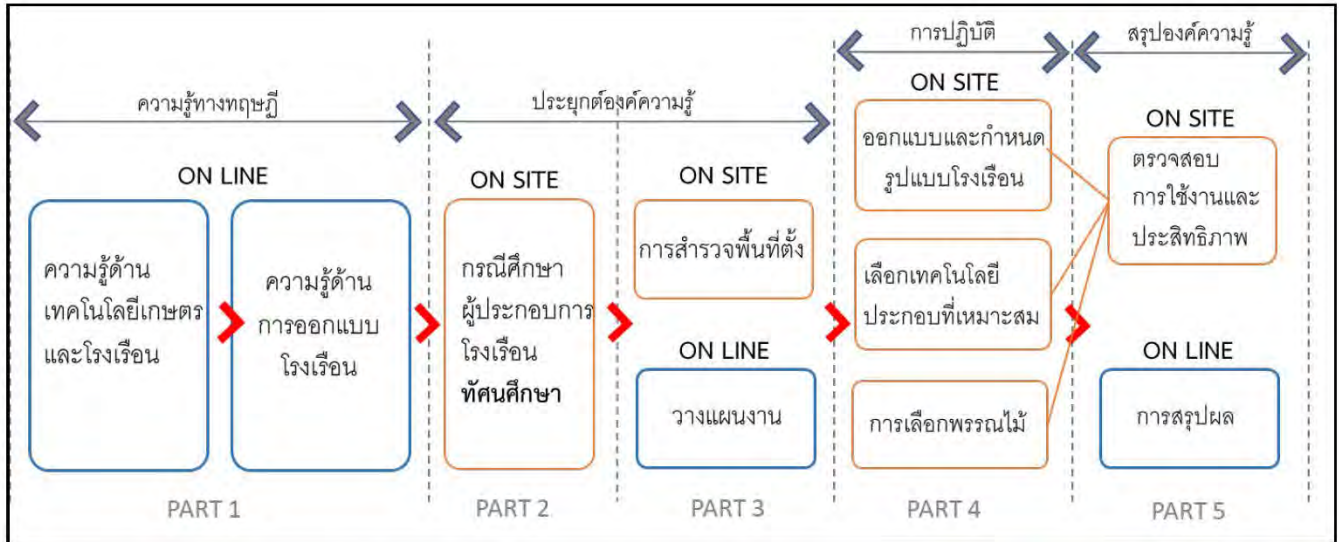 ความรู้ทางทฤษฎี
ON LINE
ความรู้ด้าน
เทคโนโลยีเกษตร
และโรงเรือน
ความรู้ด้าน
การออกแบบ
โรงเรือน
PART 1
ประยุกต์องค์ความรู้
ON SITE
กรณีศึกษา
ผู้ประกอบการ
โรงเรือน
ทัศนศึกษา
PART 2
ON SITE
การสำรวจพื้นที่ตั้ง
ON LINE
วางแผนงาน
PART 3
การปฏิบัติ
ON SITE
ออกแบบและกำหนด
รูปแบบโรงเรือน
เลือกเทคโนโลยี
ประกอบที่เหมาะสม
การเลือกพรรณไม้
PART 4
สรุปองค์ความรู้
ON SITE
ตรวจสอบ
การใช้งานและ
ประสิทธิภาพ
ON LINE
การสรุปผล
PART 5